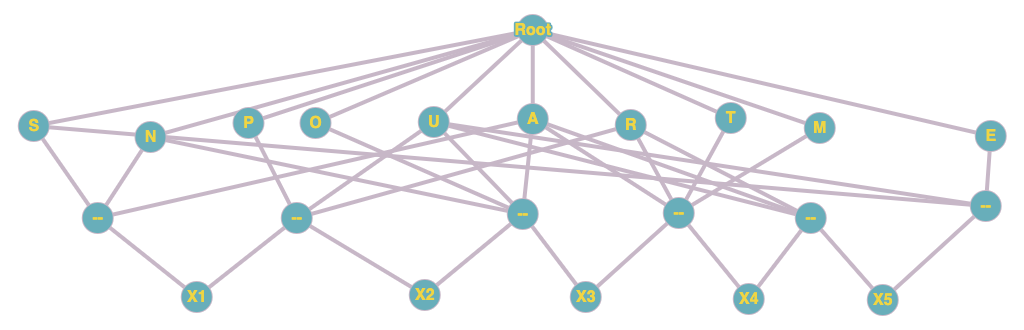 Root
S N P O U A R T M E
-- -- -- -- -- --
X1 X2 X3 X4 X5